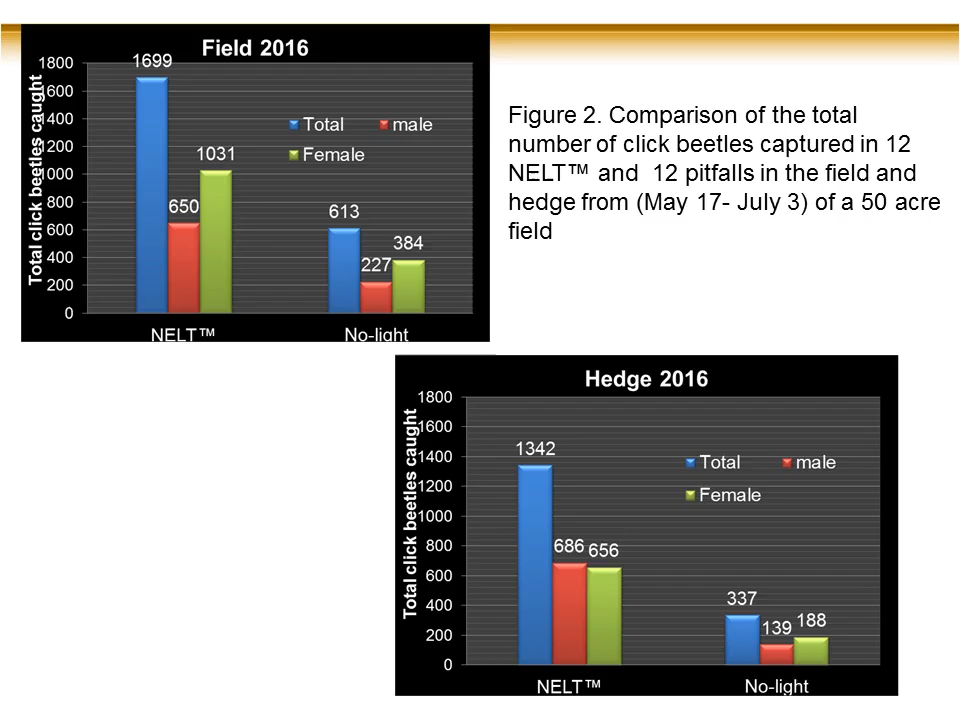 Field 2016
Total click beetles caught
1800
1600
1400
1200
1000
800
600
400
200
0
1699
650
1031
613
227
384
Total
male
Female
NELT™
No-light
Figure 2. Comparison of the total
number of click beetles captured in 12
NELT™ and 12 pitfalls in the field and
hedge from (May 17- July 3) of a 50 acre
field
Hedge 2016
Total click beetles caught
1800
1600
1400
1200
1000
800
600
400
200
0
1342
686
656
337
139
188
Total
male
Female
NELT™
No-light